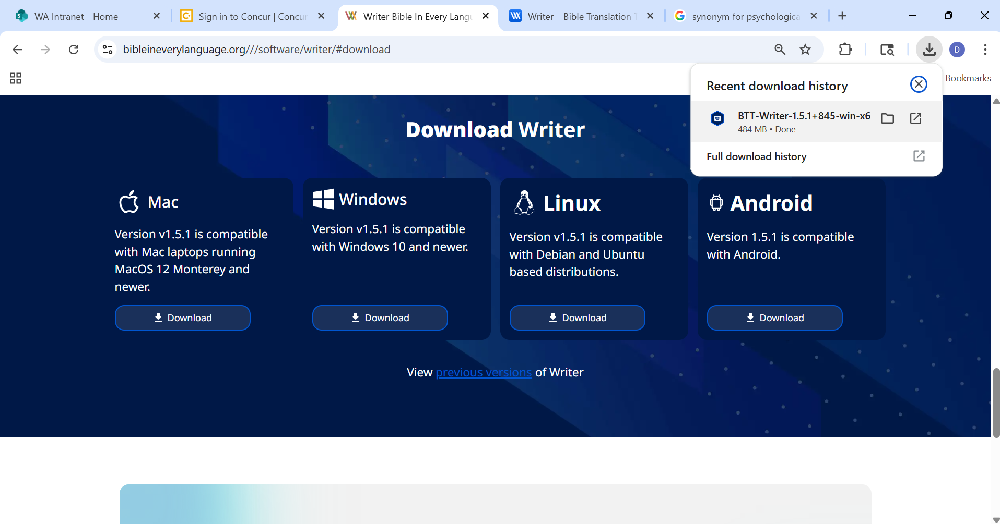 WA Intranet - Home
Sign in to Concur | Concur
Writer Bible In Every Langu
Writer – Bible Translation T
synonym for psychologica
bibleineverylanguage.org///software/writer/#download
D
Bookmarks
Recent download history
BTT-Writer-1.5.1+845-win-x6
484 MB • Done
Full download history
Download Writer
Mac
Version v1.5.1 is compatible
with Mac laptops running
MacOS 12 Monterey and
newer.
Download
Windows
Version v1.5.1 is compatible
with Windows 10 and newer.
Download
Linux
Version v1.5.1 is compatible
with Debian and Ubuntu
based distributions.
Download
Android
Version 1.5.1 is compatible
with Android.
Download
View previous versions of Writer